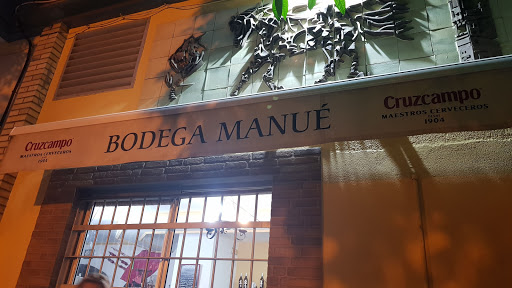 Cruzcampo
MAESTROS CERVECEROS
1904
BODEGA MANUÉ
Cruzcampo
MAESTROS CERVECEROS
1904